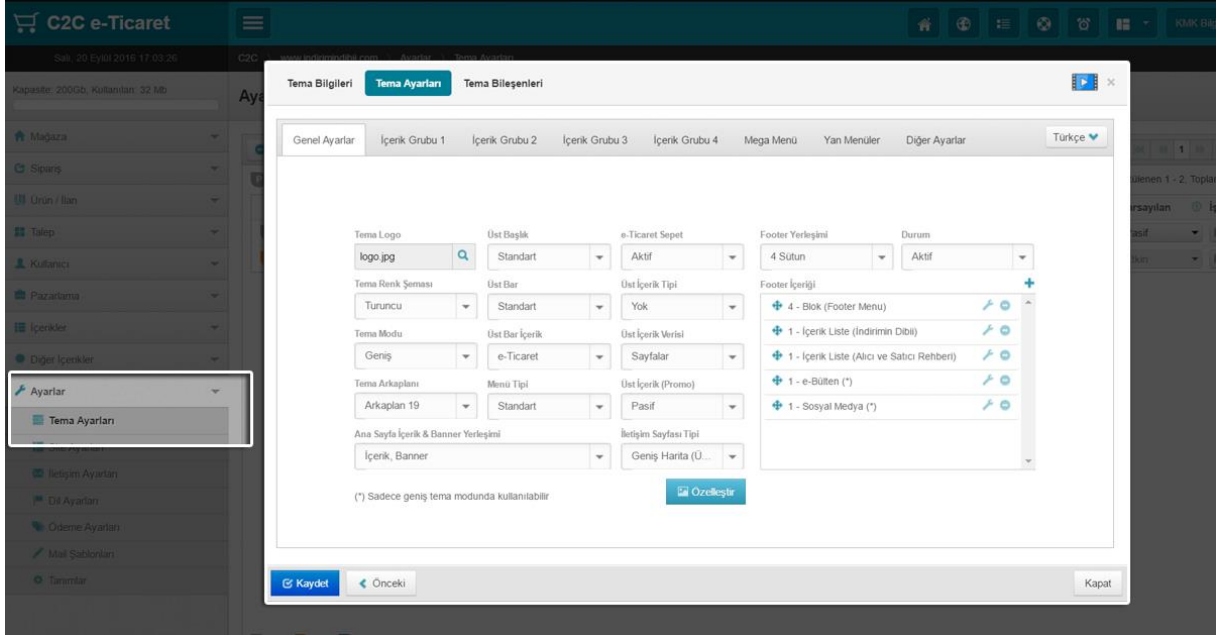 C2C e-Ticaret
KMK Bilg
Salı, 20 Eylül 2016 17:03:26
C2C www.indirimindibii.com Ayarlar Tema Ayarları
Kapasite: 200Gb, Kullanılan: 32 Mb
Aya
Tema Bilgileri Tema Ayarları Tema Bileşenleri
Mağaza
Sipariş
Ürün / İlan
Talep
Kullanıcı
Pazarlama
İçerikler
Diğer İçerikler
Ayarlar
Tema Ayarları
İletişim Ayarları
Dil Ayarları
Ödeme Ayarları
Mail Şablonları
Tanımlar
Genel Ayarlar İçerik Grubu 1 İçerik Grubu 2 İçerik Grubu 3 İçerik Grubu 4 Mega Menü Yan Menüler Diğer Ayarlar Türkçe
1
ülenen 1 - 2, Toplam
rsayılan
asif
Tema Logo Üst Başlık e-Ticaret Sepet Footer Yerleşimi Durum
logo.jpg Standart Aktif 4 Sütun Aktif
Tema Renk Şeması Üst Bar Üst İçerik Tipi Footer İçeriği
Turuncu Standart Yok 4 - Blok (Footer Menu)
Tema Modu Üst Bar İçerik Üst İçerik Verisi 1 - İçerik Liste (İndirimin Dibii)
Geniş e-Ticaret Sayfalar 1 - İçerik Liste (Alıcı ve Satıcı Rehberi)
Tema Arkaplanı Menü Tipi Üst İçerik (Promo) 1 - e-Bülten (*)
Arkaplan 19 Standart Pasif 1 - Sosyal Medya (*)
Ana Sayfa İçerik & Banner Yerleşimi İletişim Sayfası Tipi
İçerik, Banner Geniş Harita (Ü...
(*) Sadece geniş tema modunda kullanılabilir Özelleştir
Kaydet Önceki Kapat